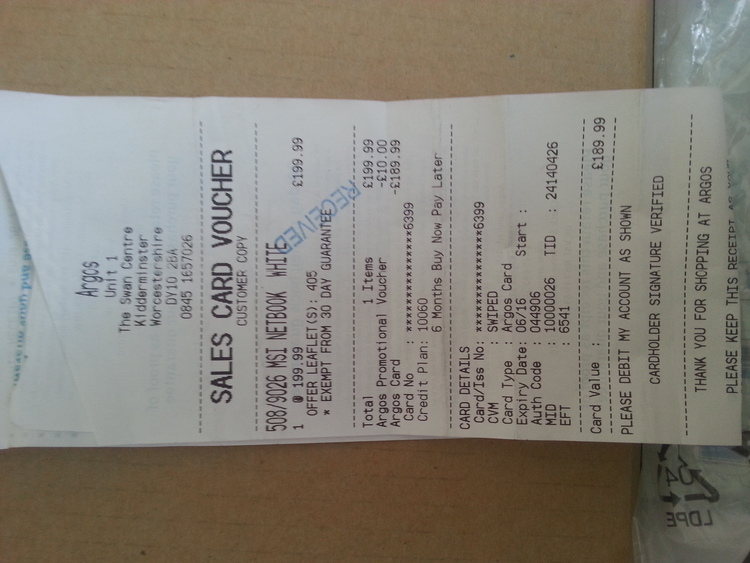 Argos
Unit 1
The Swan Centre
Kidderminster
Worcestershire
DY10 2BA
0845 1657026
SALES CARD VOUCHER
CUSTOMER COPY
508/9026 MSI NETBOOK WHITE
1 @ 199.99 £199.99
OFFER LEAFLET(S): 405
* EXEMPT FROM 30 DAY GUARANTEE
RECEIVED
Total 1 Items £199.99
Argos Promotional Voucher -£10.00
Argos Card -£189.99
Card No : ***************6399
Credit Plan: 10060
6 Months Buy Now Pay Later
CARD DETAILS
Card/Iss No: ***************6399
CVM : SWIPED
Card Type : Argos Card
Expiry Date: 06/16 Start :
Auth Code : 044906
MID : 10000026 TID : 24140426
EFT : 6541
Card Value : £189.99
PLEASE DEBIT MY ACCOUNT AS SHOWN
CARDHOLDER SIGNATURE VERIFIED
THANK YOU FOR SHOPPING AT ARGOS
PLEASE KEEP THIS RECEIPT AS
LDPE
4